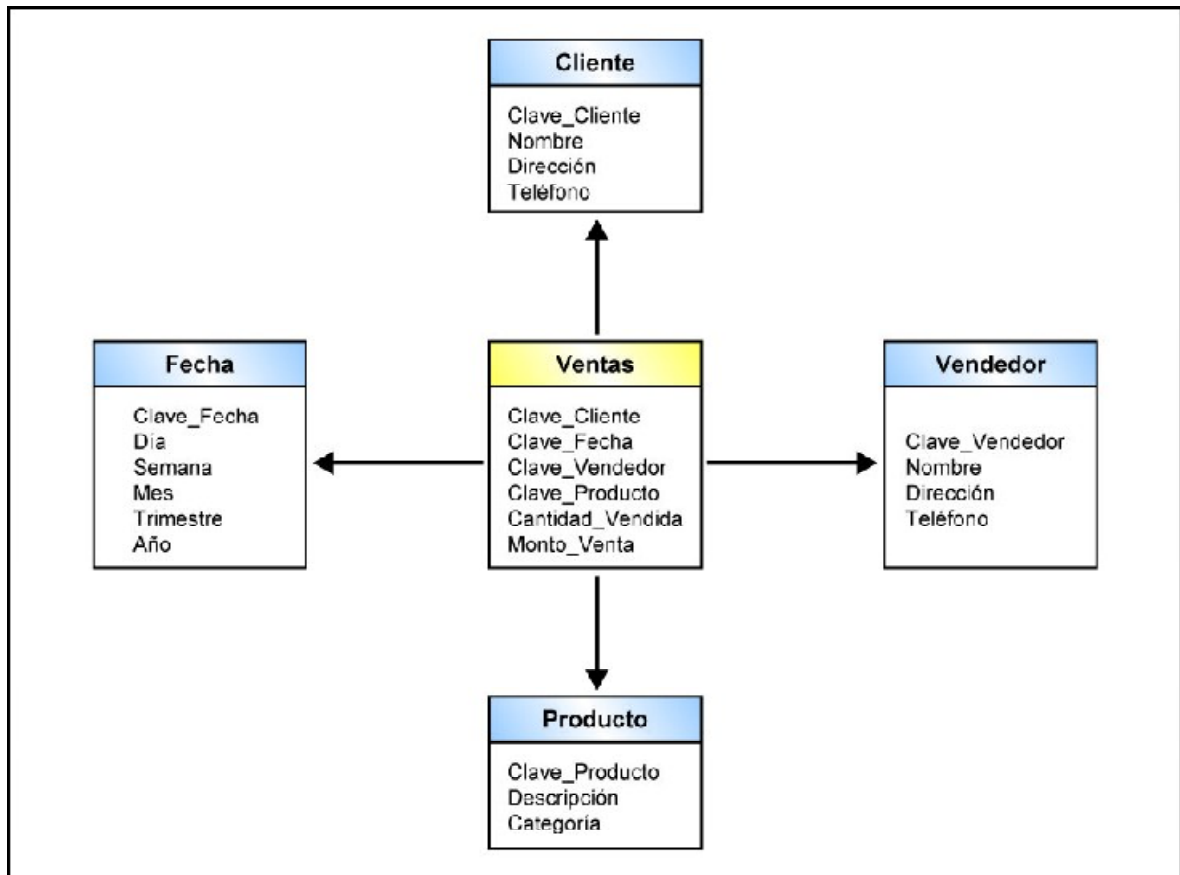 Cliente
Clave_Cliente
Nombre
Dirección
Teléfono
Fecha
Clave_Fecha
Día
Semana
Mes
Trimestre
Año
Ventas
Clave_Cliente
Clave_Fecha
Clave_Vendedor
Clave_Producto
Cantidad_Vendida
Monto_Venta
Vendedor
Clave_Vendedor
Nombre
Dirección
Teléfono
Producto
Clave_Producto
Descripción
Categoría